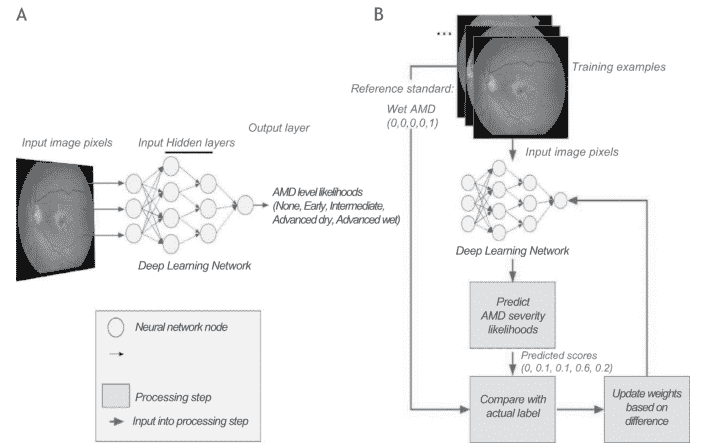 A
Input image pixels
Input Hidden layers
Output layer
AMD level likelihoods
(None, Early, Intermediate,
Advanced dry, Advanced wet)
Deep Learning Network
Neural network node
Processing step
Input into processing step
B
...
Training examples
Reference standard:
Wet AMD
(0,0,0,0,1)
Input image pixels
Deep Learning Network
Predict
AMD severity
likelihoods
Predicted scores
(0, 0.1, 0.1, 0.6, 0.2)
Compare with
actual label
Update weights
based on
difference